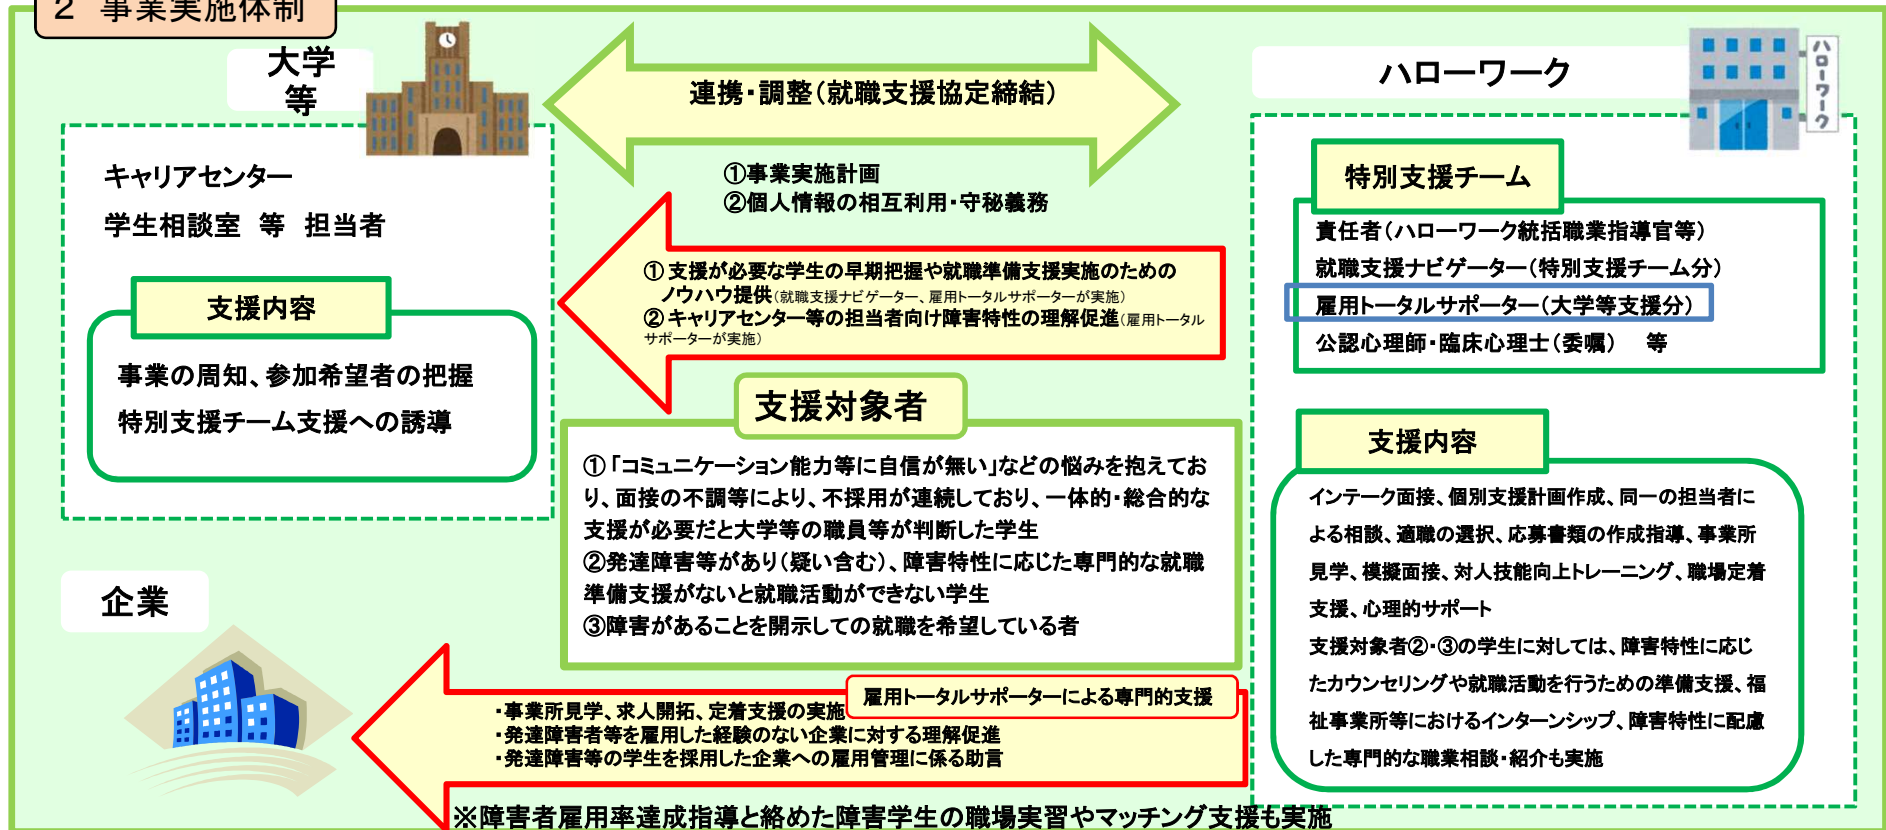 2 事業実施体制
大学
等
連携・調整（就職支援協定締結）
①事業実施計画
②個人情報の相互利用・守秘義務
ハローワーク
ハローワーク
キャリアセンター
学生相談室 等 担当者
支援内容
事業の周知、参加希望者の把握
特別支援チーム支援への誘導
① 支援が必要な学生の早期把握や就職準備支援実施のための
ノウハウ提供（就職支援ナビゲーター、雇用トータルサポーターが実施）
② キャリアセンター等の担当者向け障害特性の理解促進（雇用トータル
サポーターが実施）
特別支援チーム
責任者（ハローワーク統括職業指導官等）
就職支援ナビゲーター（特別支援チーム分）
雇用トータルサポーター（大学等支援分）
公認心理師・臨床心理士（委嘱） 等
支援対象者
①「コミュニケーション能力等に自信が無い」などの悩みを抱えてお
り、面接の不調等により、不採用が連続しており、一体的・総合的な
支援が必要だと大学等の職員等が判断した学生
②発達障害等があり（疑い含む）、障害特性に応じた専門的な就職
準備支援がないと就職活動ができない学生
③障害があることを開示しての就職を希望している者
支援内容
インテーク面接、個別支援計画作成、同一の担当者に
よる相談、適職の選択、応募書類の作成指導、事業所
見学、模擬面接、対人技能向上トレーニング、職場定着
支援、心理的サポート
支援対象者②・③の学生に対しては、障害特性に応じ
たカウンセリングや就職活動を行うための準備支援、福
祉事業所等におけるインターンシップ、障害特性に配慮
した専門的な職業相談・紹介も実施
企業
雇用トータルサポーターによる専門的支援
・事業所見学、求人開拓、定着支援の実施
・発達障害者等を雇用した経験のない企業に対する理解促進
・発達障害等の学生を採用した企業への雇用管理に係る助言
※障害者雇用率達成指導と絡めた障害学生の職場実習やマッチング支援も実施